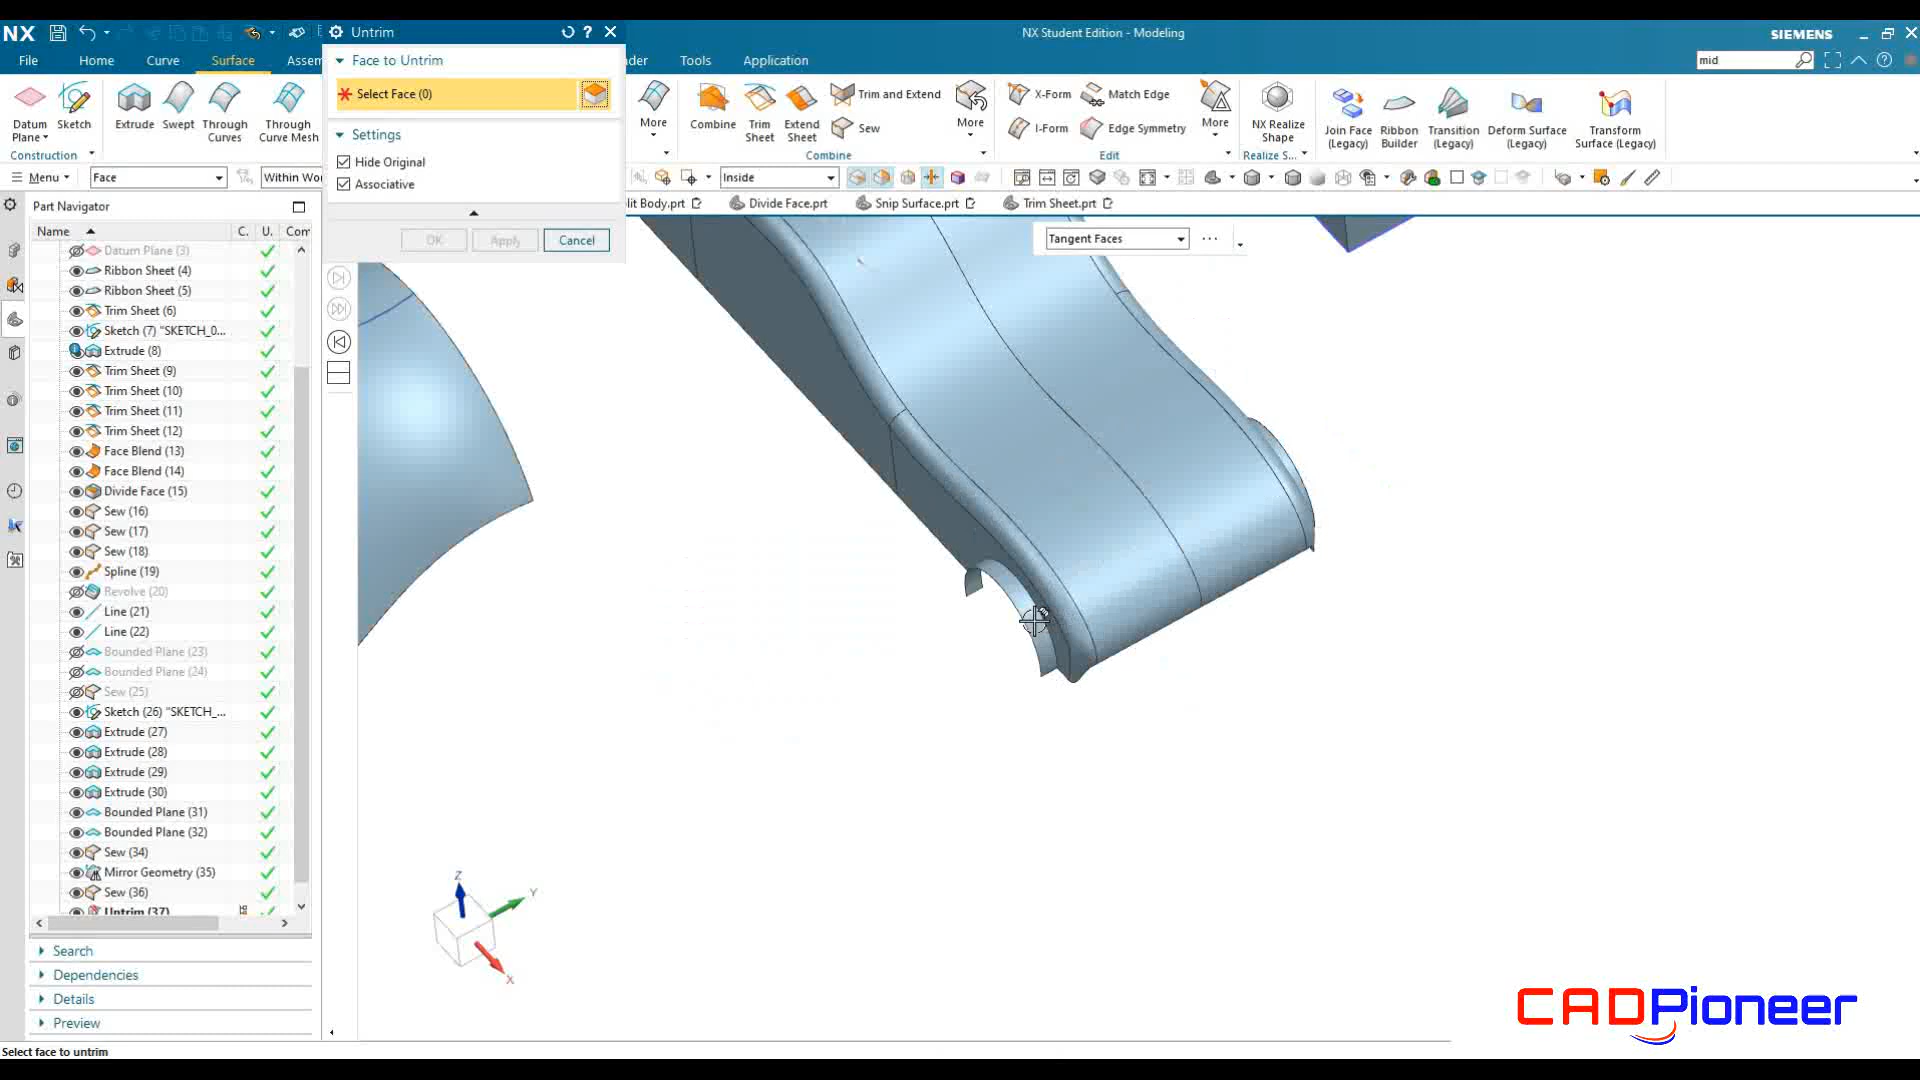 NX
Untrim
NX Student Edition - Modeling
SIEMENS
File
Home
Curve
Surface
Assem
der
Tools
Application
mid
Face to Untrim
Select Face (0)
Settings
Hide Original
Associative
OK
Apply
Cancel
Datum Plane
Sketch
Extrude
Swept
Through Curves
Through Curve Mesh
More
Combine
Trim Sheet
Extend Sheet
Trim and Extend
Sew
More
X-Form
I-Form
Match Edge
Edge Symmetry
More
NX Realize Shape
Join Face (Legacy)
Ribbon Builder
Transition (Legacy)
Deform Surface (Legacy)
Transform Surface (Legacy)
Construction
Combine
Edit
Realize S...
Menu
Face
Within Wo
Inside
lit Body.prt
Divide Face.prt
Snip Surface.prt
Trim Sheet.prt
Tangent Faces
Part Navigator
Name
C.
U.
Com
Datum Plane (3)
Ribbon Sheet (4)
Ribbon Sheet (5)
Trim Sheet (6)
Sketch (7) "SKETCH_0...
Extrude (8)
Trim Sheet (9)
Trim Sheet (10)
Trim Sheet (11)
Trim Sheet (12)
Face Blend (13)
Face Blend (14)
Divide Face (15)
Sew (16)
Sew (17)
Sew (18)
Spline (19)
Revolve (20)
Line (21)
Line (22)
Bounded Plane (23)
Bounded Plane (24)
Sew (25)
Sketch (26) "SKETCH_...
Extrude (27)
Extrude (28)
Extrude (29)
Extrude (30)
Bounded Plane (31)
Bounded Plane (32)
Sew (34)
Mirror Geometry (35)
Sew (36)
Untrim (37)
Search
Dependencies
Details
Preview
Z
Y
X
CADPioneer
Select face to untrim